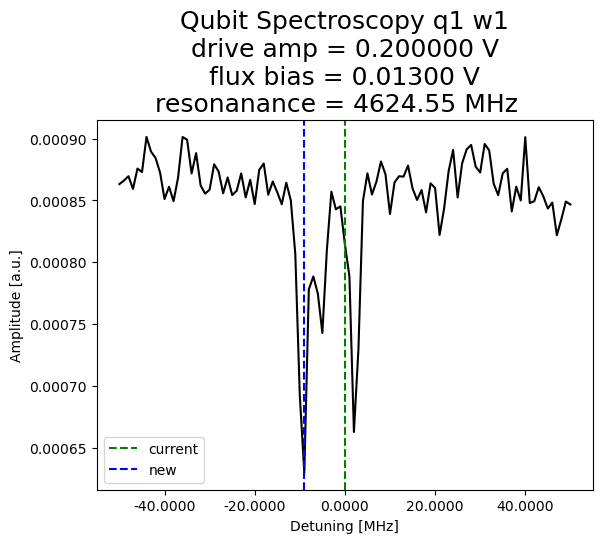 Qubit Spectroscopy q1 w1
drive amp = 0.200000 V
flux bias = 0.01300 V
resonanance = 4624.55 MHz
0.00090
0.00085
0.00080
0.00075
0.00070
0.00065
Amplitude [a.u.]
current
new
-40.0000
-20.0000
0.0000
20.0000
40.0000
Detuning [MHz]